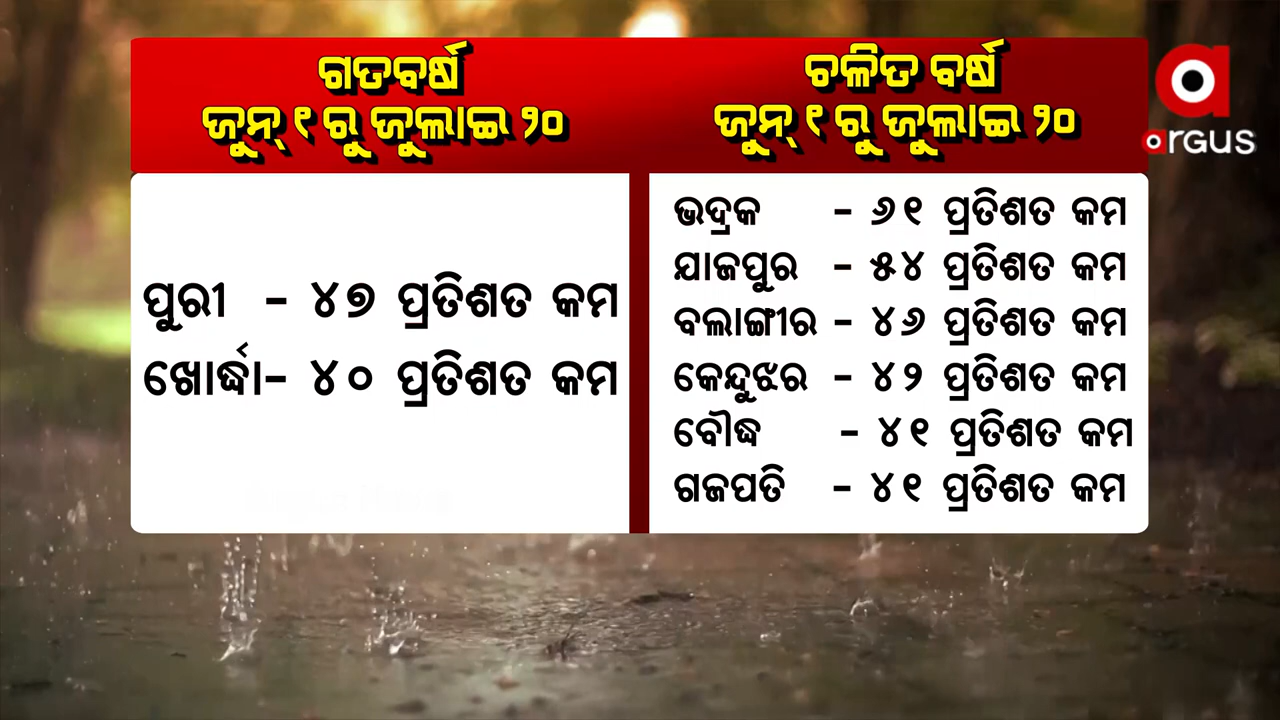 ଗତବର୍ଷ
ଜୁନ୍ ୧ ରୁ ଜୁଲାଇ ୨୦
ପୁରୀ - ୪୭ ପ୍ରତିଶତ କମ
ଖୋର୍ଦ୍ଧା- ୪୦ ପ୍ରତିଶତ କମ
ଚଳିତ ବର୍ଷ
ଜୁନ୍ ୧ ରୁ ଜୁଲାଇ ୨୦
ଭଦ୍ରକ - ୬୧ ପ୍ରତିଶତ କମ
ଯାଜପୁର - ୫୪ ପ୍ରତିଶତ କମ
ବଲାଙ୍ଗୀର - ୪୬ ପ୍ରତିଶତ କମ
କେନ୍ଦୁଝର - ୪୨ ପ୍ରତିଶତ କମ
ବୌଦ୍ଧ - ୪୧ ପ୍ରତିଶତ କମ
ଗଜପତି - ୪୧ ପ୍ରତିଶତ କମ
argus